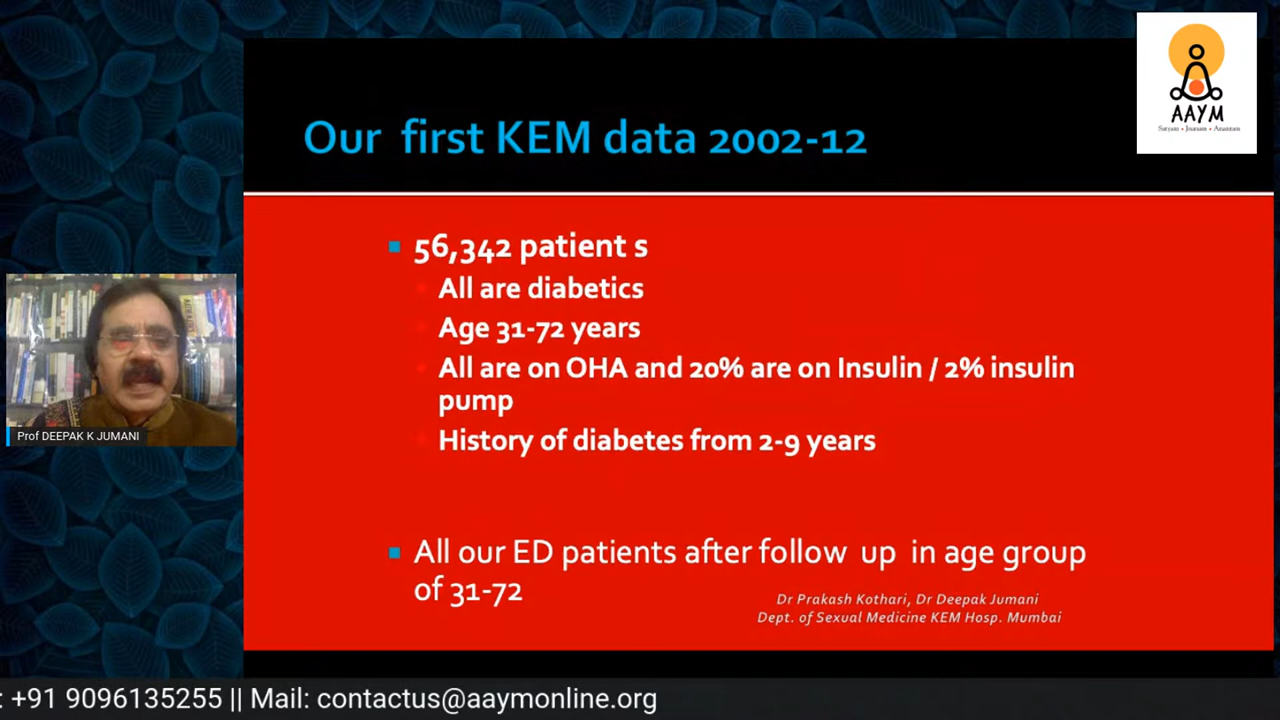 AAYM
Satyam • Jnanam • Anantam
Our first KEM data 2002-12
56,342 patient s
All are diabetics
Age 31-72 years
All are on OHA and 20% are on Insulin / 2% insulin
pump
History of diabetes from 2-9 years
All our ED patients after follow up in age group
of 31-72
Dr Prakash Kothari, Dr Deepak Jumani
Dept. of Sexual Medicine KEM Hosp. Mumbai
Prof DEEPAK K JUMANI
: +91 9096135255 || Mail: contactus@aaymonline.org